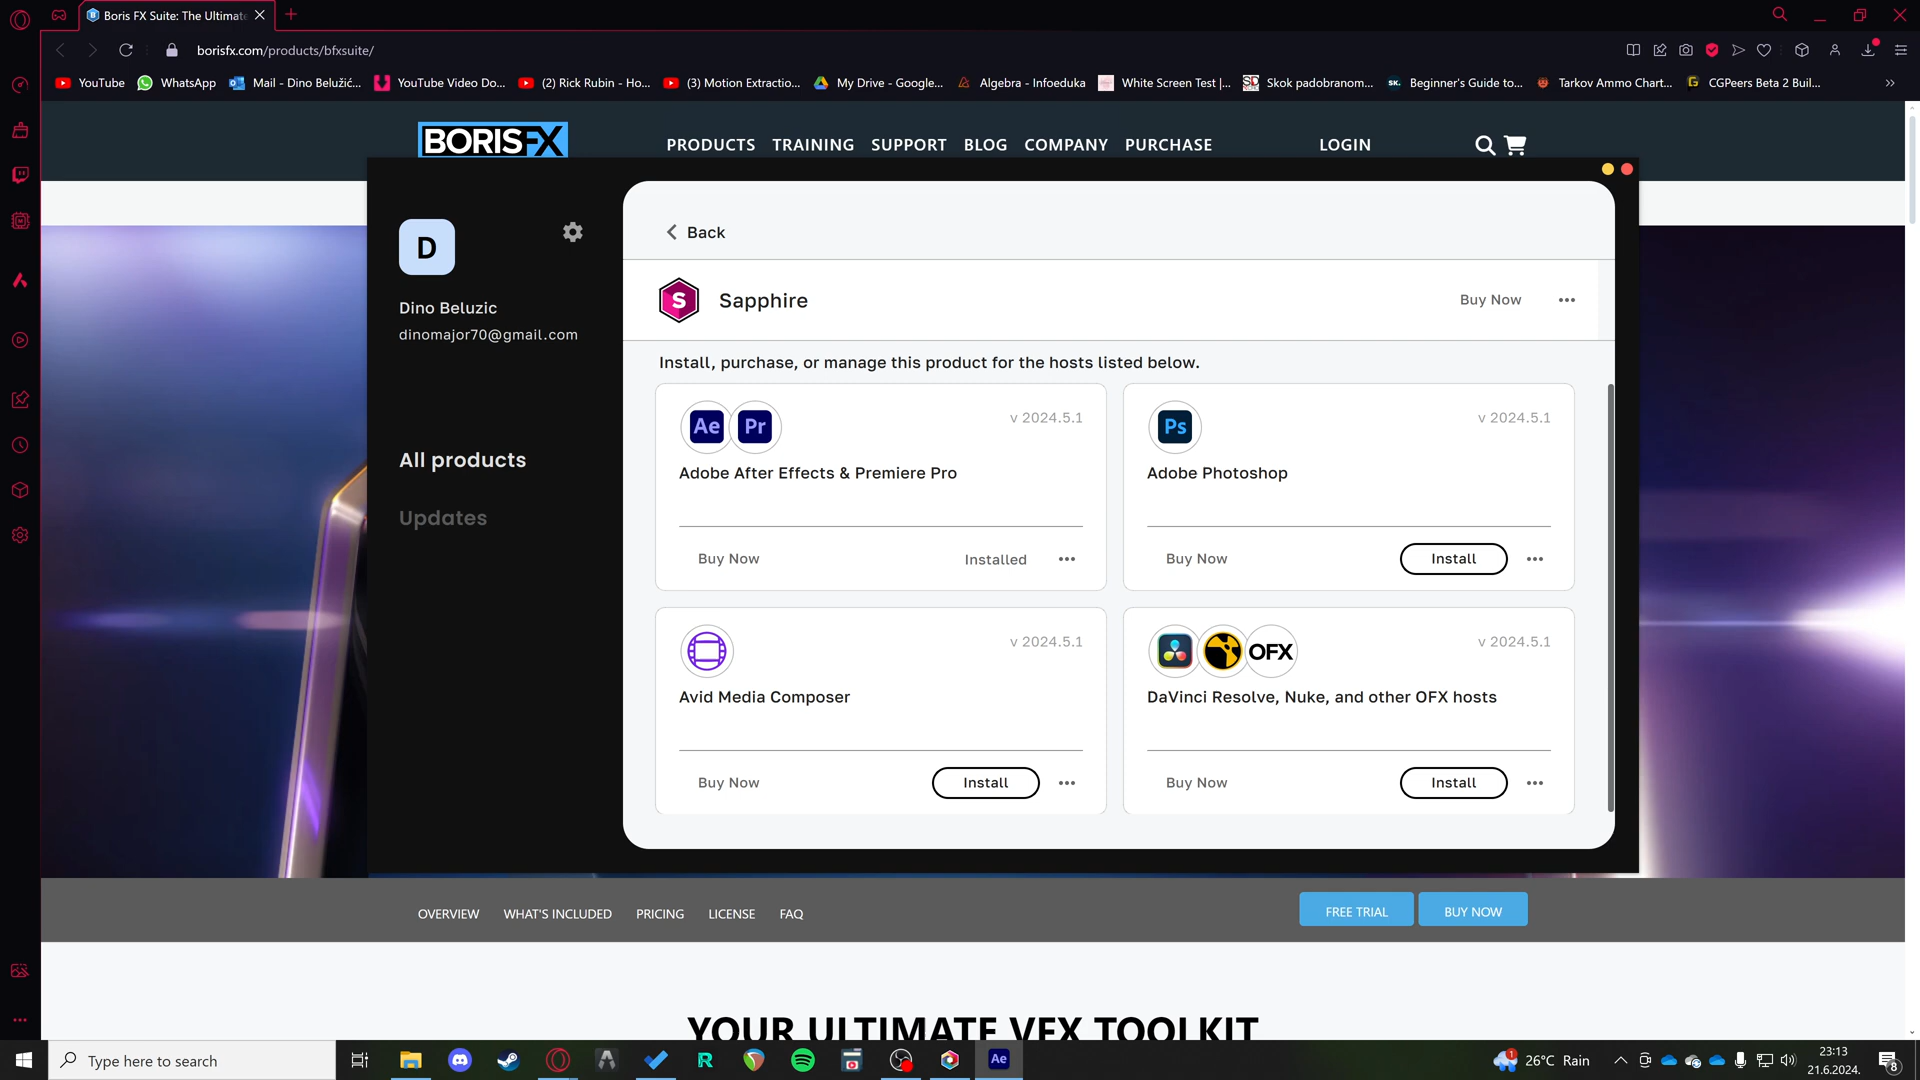 Boris FX Suite: The Ultimate
borisfx.com/products/bfxsuite/
YouTube
WhatsApp
Mail - Dino Belužić...
YouTube Video Do...
(2) Rick Rubin - Ho...
(3) Motion Extractio...
My Drive - Google...
Algebra - Infoeduka
White Screen Test |...
Skok padobranom...
SK.
Beginner's Guide to...
Tarkov Ammo Chart...
CGPeers Beta 2 Buil...
BORISFX
PRODUCTS
TRAINING
SUPPORT
BLOG
COMPANY
PURCHASE
LOGIN
D
Dino Beluzic
dinomajor70@gmail.com
All products
Updates
Back
S
Sapphire
Buy Now
Install, purchase, or manage this product for the hosts listed below.
Ae
Pr
v 2024.5.1
Adobe After Effects & Premiere Pro
Buy Now
Installed
Ps
v 2024.5.1
Adobe Photoshop
Buy Now
Install
v 2024.5.1
Avid Media Composer
Buy Now
Install
OFX
v 2024.5.1
DaVinci Resolve, Nuke, and other OFX hosts
Buy Now
Install
OVERVIEW
WHAT'S INCLUDED
PRICING
LICENSE
FAQ
FREE TRIAL
BUY NOW
YOUR ULTIMATE VFX TOOLKIT
Type here to search
R
Ae
1
26°C Rain
23:13
21.6.2024.
8